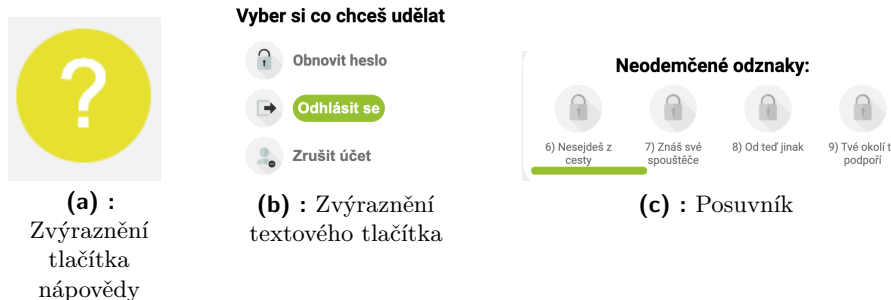 ?
Vyber si co chceš udělat
Obnovit heslo
Odhlásit se
Zrušit účet
Neodemčené odznaky:
6) Nesejdeš z
cesty
7) Znáš své
spouštěče
8) Od teď jinak
9) Tvé okolí t
podpoří
(a) :
Zvýraznění
tlačítka
nápovědy
(b) : Zvýraznění
textového tlačítka
(c) : Posuvník